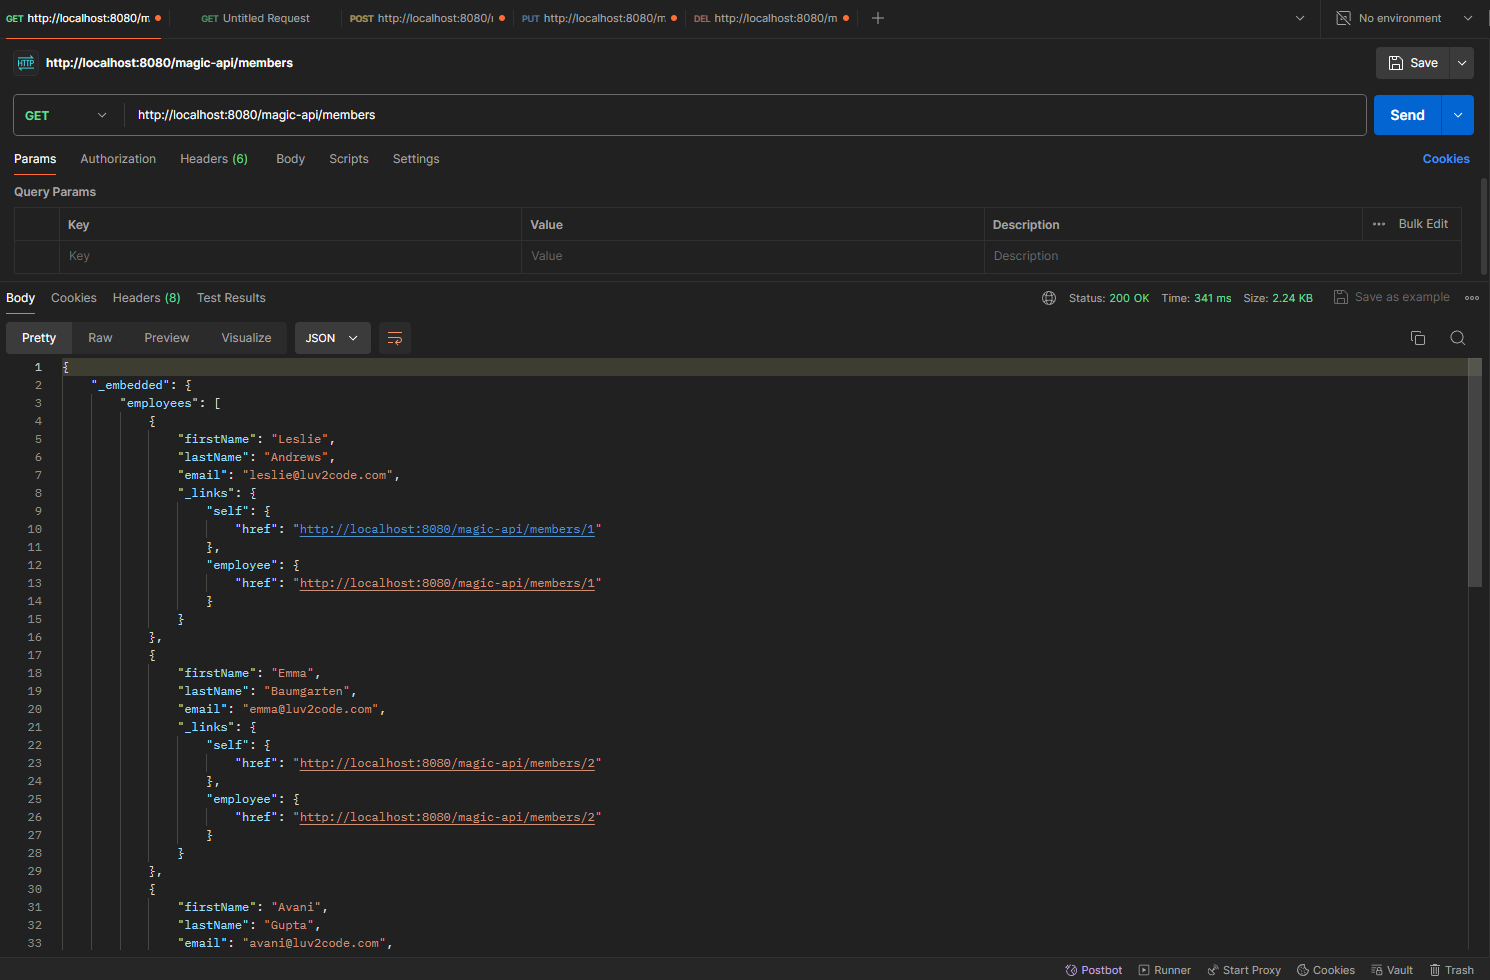 GET http://localhost:8080/m
GET Untitled Request
POST http://localhost:8080/
PUT http://localhost:8080/m
DEL http://localhost:8080/m
No environment
HTTP http://localhost:8080/magic-api/members
Save
GET http://localhost:8080/magic-api/members
Send
Params Authorization Headers (6) Body Scripts Settings Cookies
Query Params
Key Value Description ••• Bulk Edit
Key Value Description
Body Cookies Headers (8) Test Results Status: 200 OK Time: 341 ms Size: 2.24 KB Save as example
Pretty Raw Preview Visualize JSON
1 {
2 "_embedded": {
3 "employees": [
4 {
5 "firstName": "Leslie",
6 "lastName": "Andrews",
7 "email": "leslie@luv2code.com",
8 "_links": {
9 "self": {
10 "href": "http://localhost:8080/magic-api/members/1"
11 },
12 "employee": {
13 "href": "http://localhost:8080/magic-api/members/1"
14 }
15 }
16 },
17 {
18 "firstName": "Emma",
19 "lastName": "Baumgarten",
20 "email": "emma@luv2code.com",
21 "_links": {
22 "self": {
23 "href": "http://localhost:8080/magic-api/members/2"
24 },
25 "employee": {
26 "href": "http://localhost:8080/magic-api/members/2"
27 }
28 }
29 },
30 {
31 "firstName": "Avani",
32 "lastName": "Gupta",
33 "email": "avani@luv2code.com",
Postbot Runner Start Proxy Cookies Vault Trash